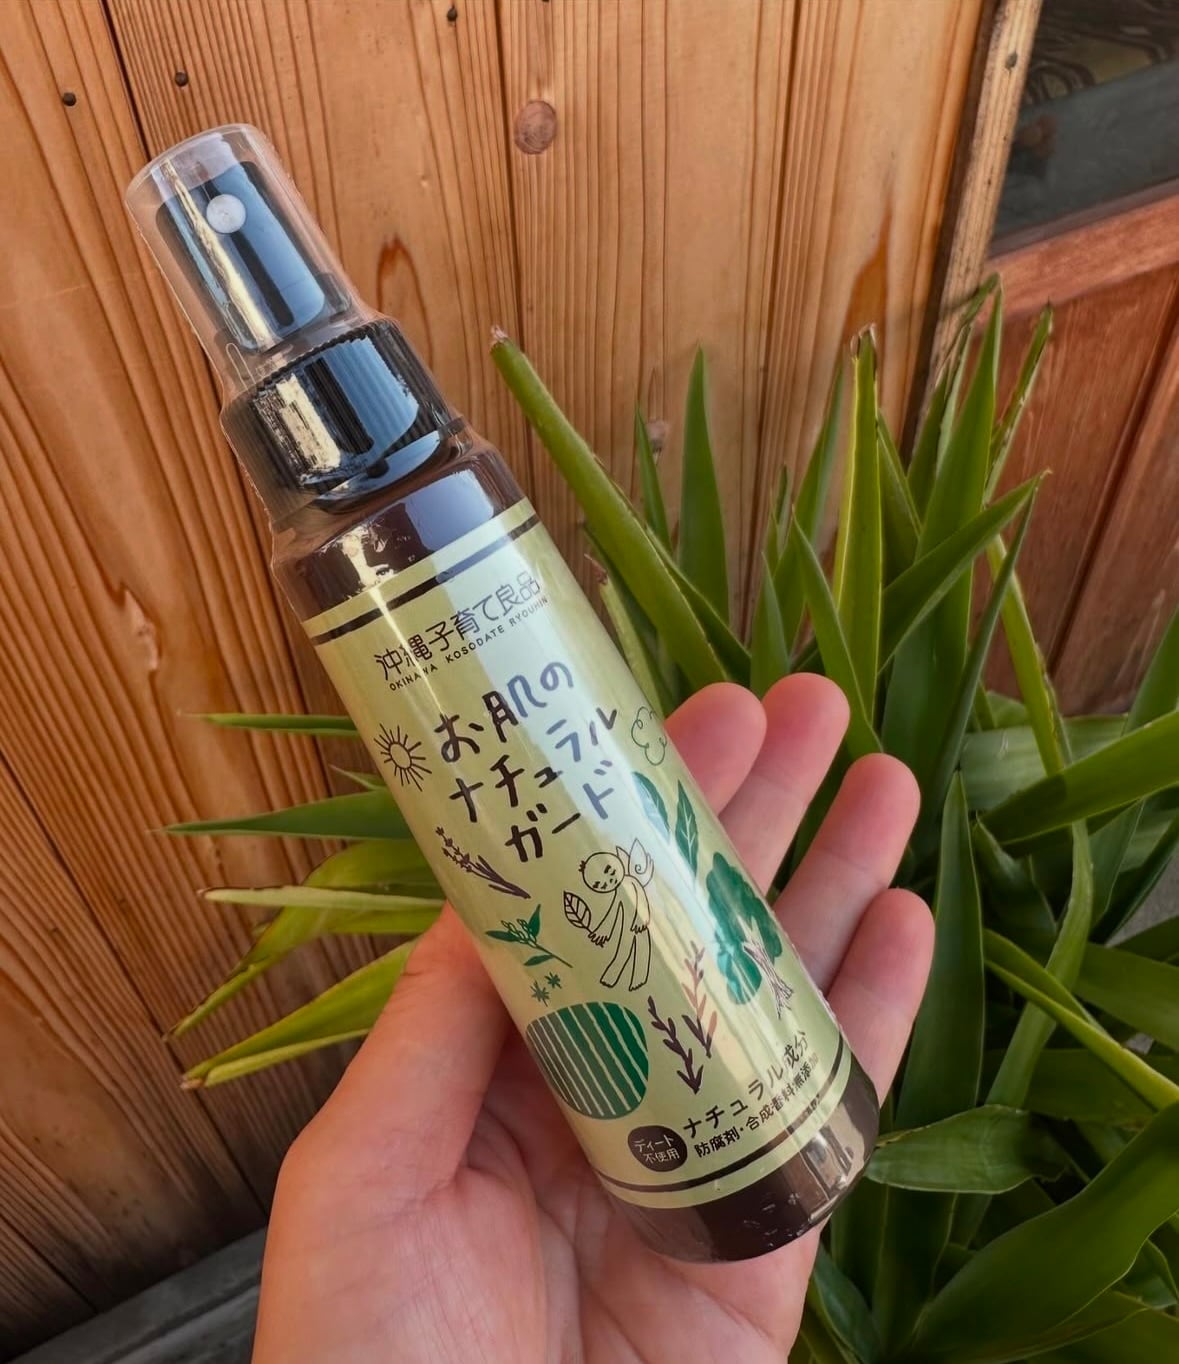 沖縄子育て良品
OKINAWA KOSODATE RYOUHIN
お肌の
ナチュラル
ガード
ナチュラル成分
防腐剤・合成香料無添加
ディート
不使用